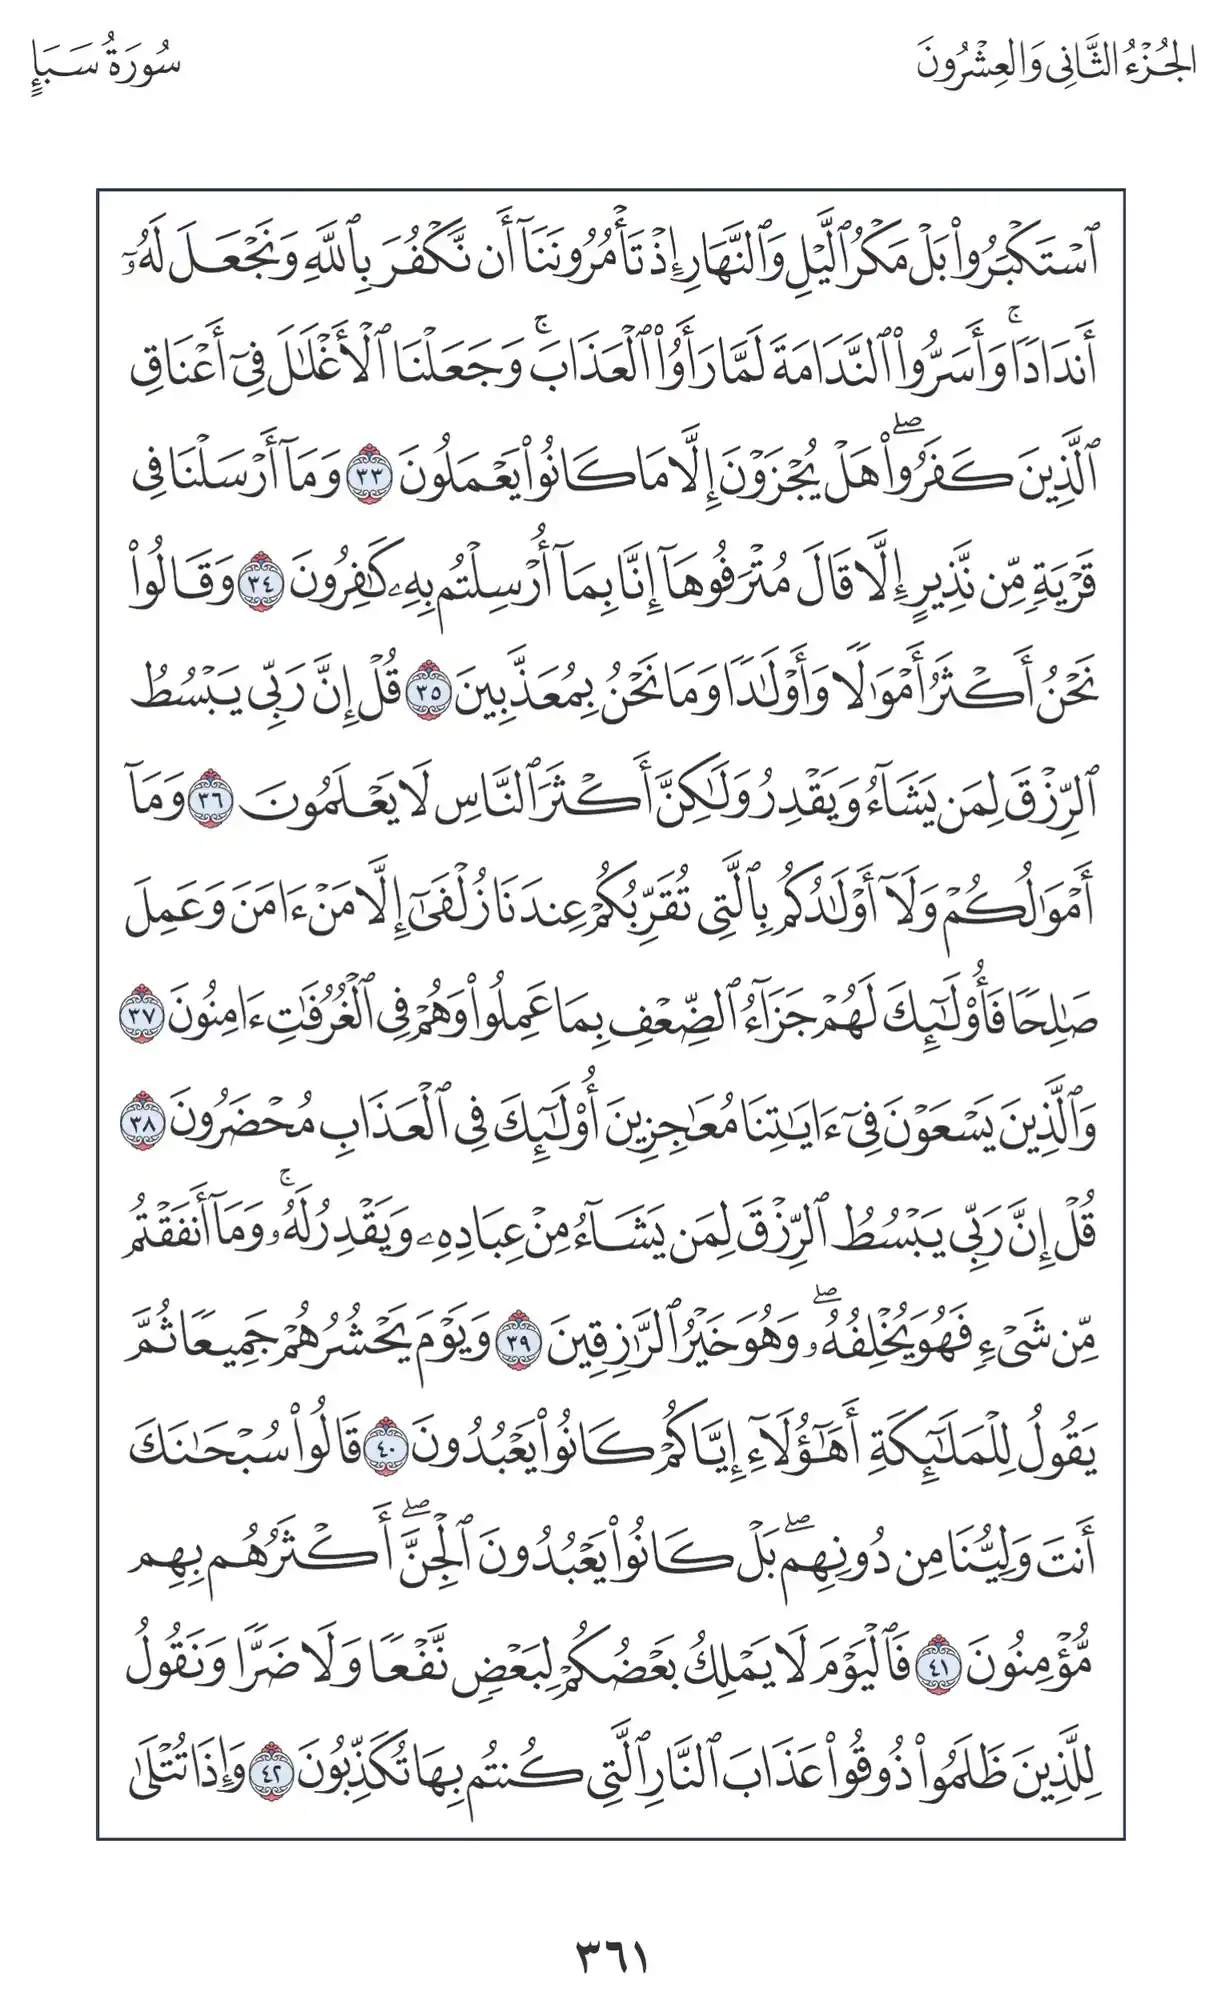 الجُزْءُ الثَّانِي وَالعِشْرُونَ
سُورَةُ سَبَإٍ
ٱسْتَكْبَرُوا۟ بَلْ مَكْرُ ٱلَّيْلِ وَٱلنَّهَارِ إِذْ تَأْمُرُونَنَآ أَن نَّكْفُرَ بِٱللَّهِ وَنَجْعَلَ لَهُۥٓ
أَندَادًۭا ۚ وَأَسَرُّوا۟ ٱلنَّدَامَةَ لَمَّا رَأَوُا۟ ٱلْعَذَابَ ۚ وَجَعَلْنَا ٱلْأَغْلَـٰلَ فِىٓ أَعْنَاقِ
ٱلَّذِينَ كَفَرُوا۟ ۖ هَلْ يُجْزَوْنَ إِلَّا مَا كَانُوا۟ يَعْمَلُونَ ٣٣ وَمَآ أَرْسَلْنَا فِى
قَرْيَةٍۢ مِّن نَّذِيرٍ إِلَّا قَالَ مُتْرَفُوهَآ إِنَّا بِمَآ أُرْسِلْتُم بِهِۦ كَـٰفِرُونَ ٣٤ وَقَالُوا۟
نَحْنُ أَكْثَرُ أَمْوَٰلًۭا وَأَوْلَـٰدًۭا وَمَا نَحْنُ بِمُعَذَّبِينَ ٣٥ قُلْ إِنَّ رَبِّى يَبْسُطُ
ٱلرِّزْقَ لِمَن يَشَآءُ وَيَقْدِرُ وَلَـٰكِنَّ أَكْثَرَ ٱلنَّاسِ لَا يَعْلَمُونَ ٣٦ وَمَآ
أَمْوَٰلُكُمْ وَلَآ أَوْلَـٰدُكُم بِٱلَّتِى تُقَرِّبُكُمْ عِندَنَا زُلْفَىٰٓ إِلَّا مَنْ ءَامَنَ وَعَمِلَ
صَـٰلِحًۭا فَأُو۟لَـٰٓئِكَ لَهُمْ جَزَآءُ ٱلضِّعْفِ بِمَا عَمِلُوا۟ وَهُمْ فِى ٱلْغُرُفَـٰتِ ءَامِنُونَ ٣٧
وَٱلَّذِينَ يَسْعَوْنَ فِىٓ ءَايَـٰتِنَا مُعَـٰجِزِينَ أُو۟لَـٰٓئِكَ فِى ٱلْعَذَابِ مُحْضَرُونَ ٣٨
قُلْ إِنَّ رَبِّى يَبْسُطُ ٱلرِّزْقَ لِمَن يَشَآءُ مِنْ عِبَادِهِۦ وَيَقْدِرُ لَهُۥ ۚ وَمَآ أَنفَقْتُم
مِّن شَىْءٍۢ فَهُوَ يُخْلِفُهُۥ ۖ وَهُوَ خَيْرُ ٱلرَّٰزِقِينَ ٣٩ وَيَوْمَ يَحْشُرُهُمْ جَمِيعًۭا ثُمَّ
يَقُولُ لِلْمَلَـٰٓئِكَةِ أَهَـٰٓؤُلَآءِ إِيَّاكُمْ كَانُوا۟ يَعْبُدُونَ ٤٠ قَالُوا۟ سُبْحَـٰنَكَ
أَنتَ وَلِيُّنَا مِن دُونِهِم ۖ بَلْ كَانُوا۟ يَعْبُدُونَ ٱلْجِنَّ ۖ أَكْثَرُهُم بِهِم
مُّؤْمِنُونَ ٤١ فَٱلْيَوْمَ لَا يَمْلِكُ بَعْضُكُمْ لِبَعْضٍۢ نَّفْعًۭا وَلَا ضَرًّۭا وَنَقُولُ
لِلَّذِينَ ظَلَمُوا۟ ذُوقُوا۟ عَذَابَ ٱلنَّارِ ٱلَّتِى كُنتُم بِهَا تُكَذِّبُونَ ٤٢ وَإِذَا تُتْلَىٰ
٣٦١